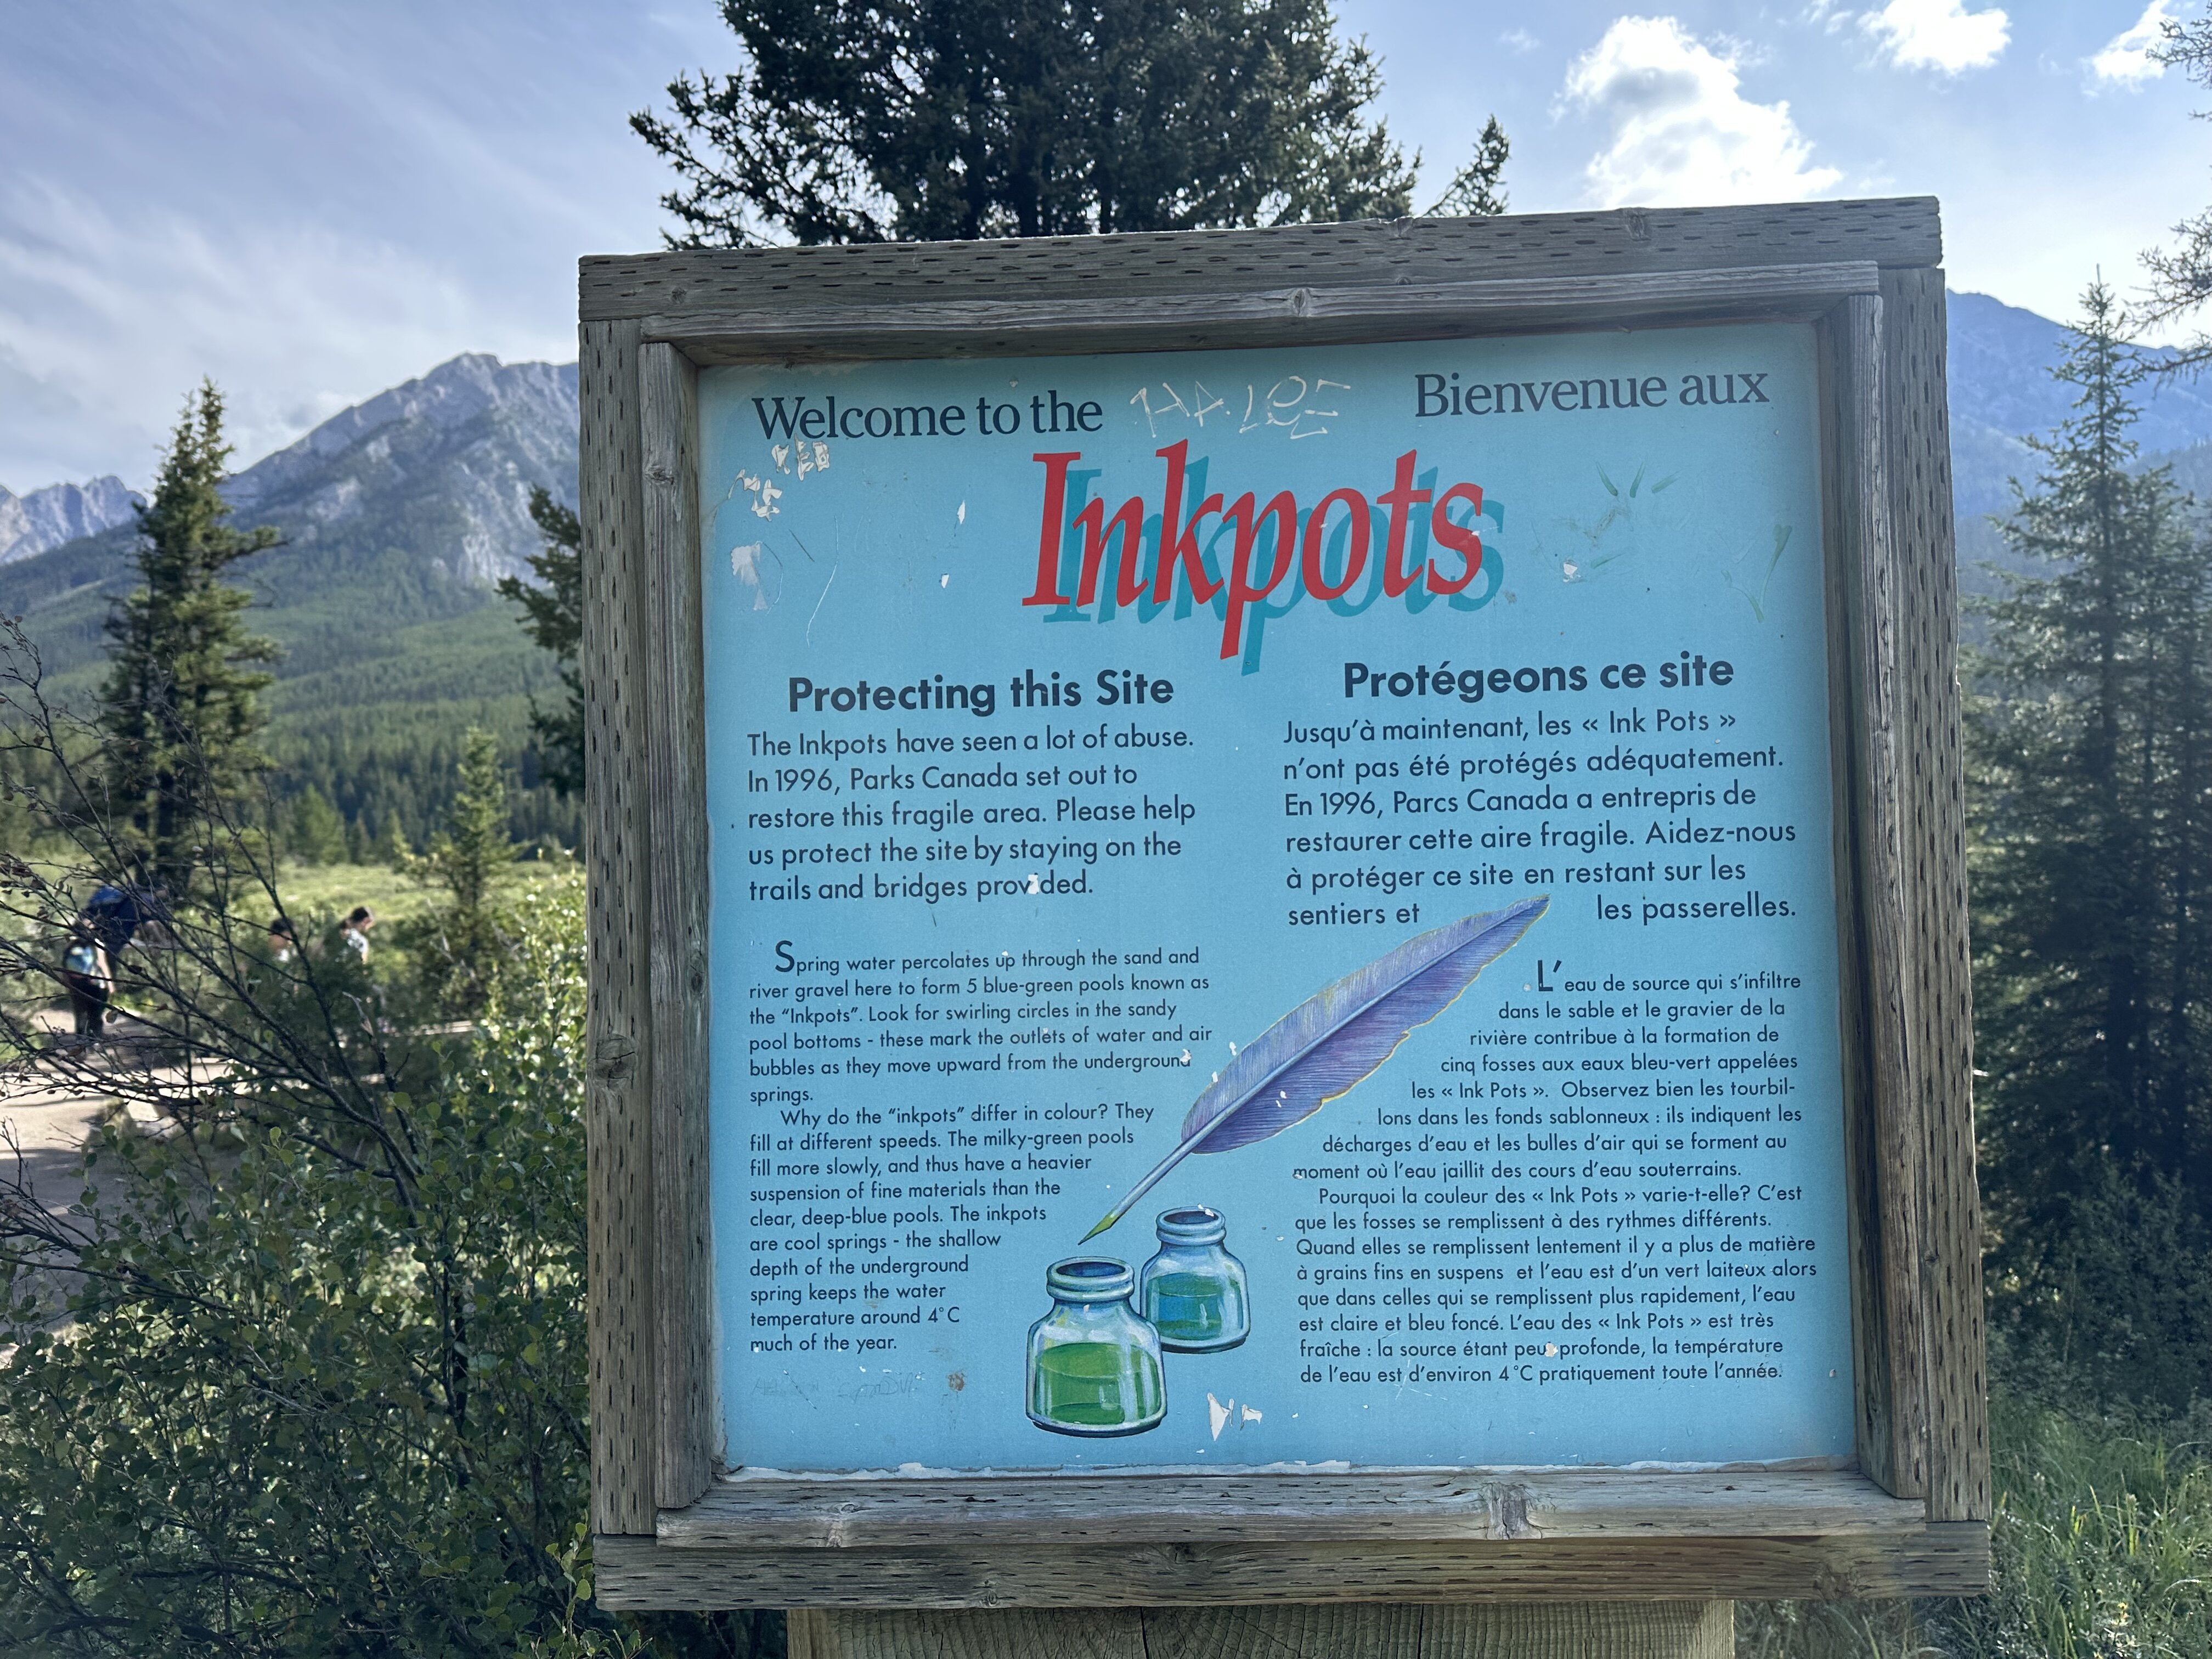 Welcome to the
Bienvenue aux
Inkpots
Protecting this Site
The Inkpots have seen a lot of abuse.
In 1996, Parks Canada set out to
restore this fragile area. Please help
us protect the site by staying on the
trails and bridges provided.
Spring water percolates up through the sand and
river gravel here to form 5 blue-green pools known as
the “Inkpots”. Look for swirling circles in the sandy
pool bottoms - these mark the outlets of water and air
bubbles as they move upward from the underground
springs.
Why do the “inkpots” differ in colour? They
fill at different speeds. The milky-green pools
fill more slowly, and thus have a heavier
suspension of fine materials than the
clear, deep-blue pools. The inkpots
are cool springs - the shallow
depth of the underground
spring keeps the water
temperature around 4°C
much of the year.
Protégeons ce site
Jusqu’à maintenant, les « Ink Pots »
n’ont pas été protégés adéquatement.
En 1996, Parcs Canada a entrepris de
restaurer cette aire fragile. Aidez-nous
à protéger ce site en restant sur les
sentiers et les passerelles.
L’eau de source qui s’infiltre
dans le sable et le gravier de la
rivière contribue à la formation de
cinq fosses aux eaux bleu-vert appelées
les « Ink Pots ». Observez bien les tourbil-
lons dans les fonds sablonneux : ils indiquent les
décharges d’eau et les bulles d’air qui se forment au
moment où l’eau jaillit des cours d’eau souterrains.
Pourquoi la couleur des « Ink Pots » varie-t-elle? C’est
que les fosses se remplissent à des rythmes différents.
Quand elles se remplissent lentement il y a plus de matière
à grains fins en suspens et l’eau est d’un vert laiteux alors
que dans celles qui se remplissent plus rapidement, l’eau
est claire et bleu foncé. L’eau des « Ink Pots » est très
fraîche : la source étant peu profonde, la température
de l’eau est d’environ 4°C pratiquement toute l’année.